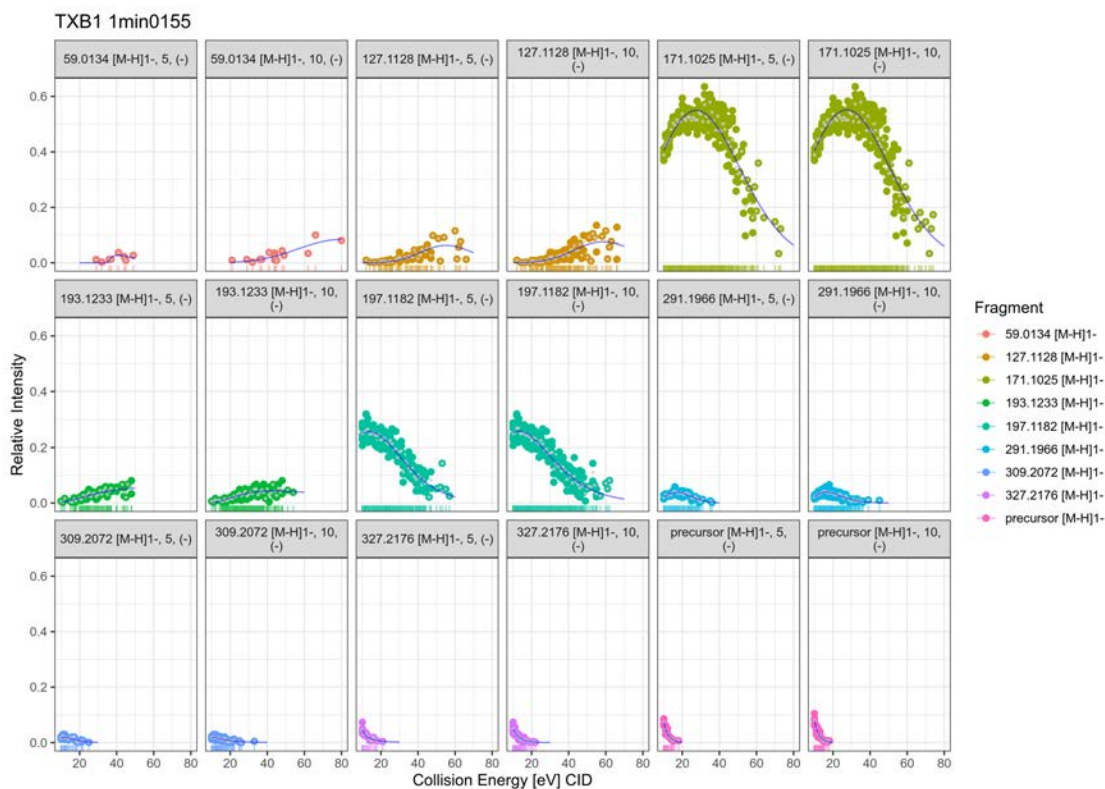 TXB1 1min0155
59.0134 [M-H]1-, 5, (-)
59.0134 [M-H]1-, 10, (-)
127.1128 [M-H]1-, 5, (-)
127.1128 [M-H]1-, 10,
(-)
171.1025 [M-H]1-, 5, (-)
171.1025 [M-H]1-, 10,
(-)
0.6
0.4
0.2
0.0
193.1233 [M-H]1-, 5, (-)
193.1233 [M-H]1-, 10,
(-)
197.1182 [M-H]1-, 5, (-)
197.1182 [M-H]1-, 10,
(-)
291.1966 [M-H]1-, 5, (-)
291.1966 [M-H]1-, 10,
(-)
0.6
0.4
0.2
0.0
Relative Intensity
309.2072 [M-H]1-, 5, (-)
309.2072 [M-H]1-, 10,
(-)
327.2176 [M-H]1-, 5, (-)
327.2176 [M-H]1-, 10,
(-)
precursor [M-H]1-, 5,
(-)
precursor [M-H]1-, 10,
(-)
0.6
0.4
0.2
0.0
20 40 60 80 20 40 60 80 20 40 60 80 20 40 60 80 20 40 60 80 20 40 60 80
Collision Energy [eV] CID
Fragment
59.0134 [M-H]1-
127.1128 [M-H]1-
171.1025 [M-H]1-
193.1233 [M-H]1-
197.1182 [M-H]1-
291.1966 [M-H]1-
309.2072 [M-H]1-
327.2176 [M-H]1-
precursor [M-H]1-